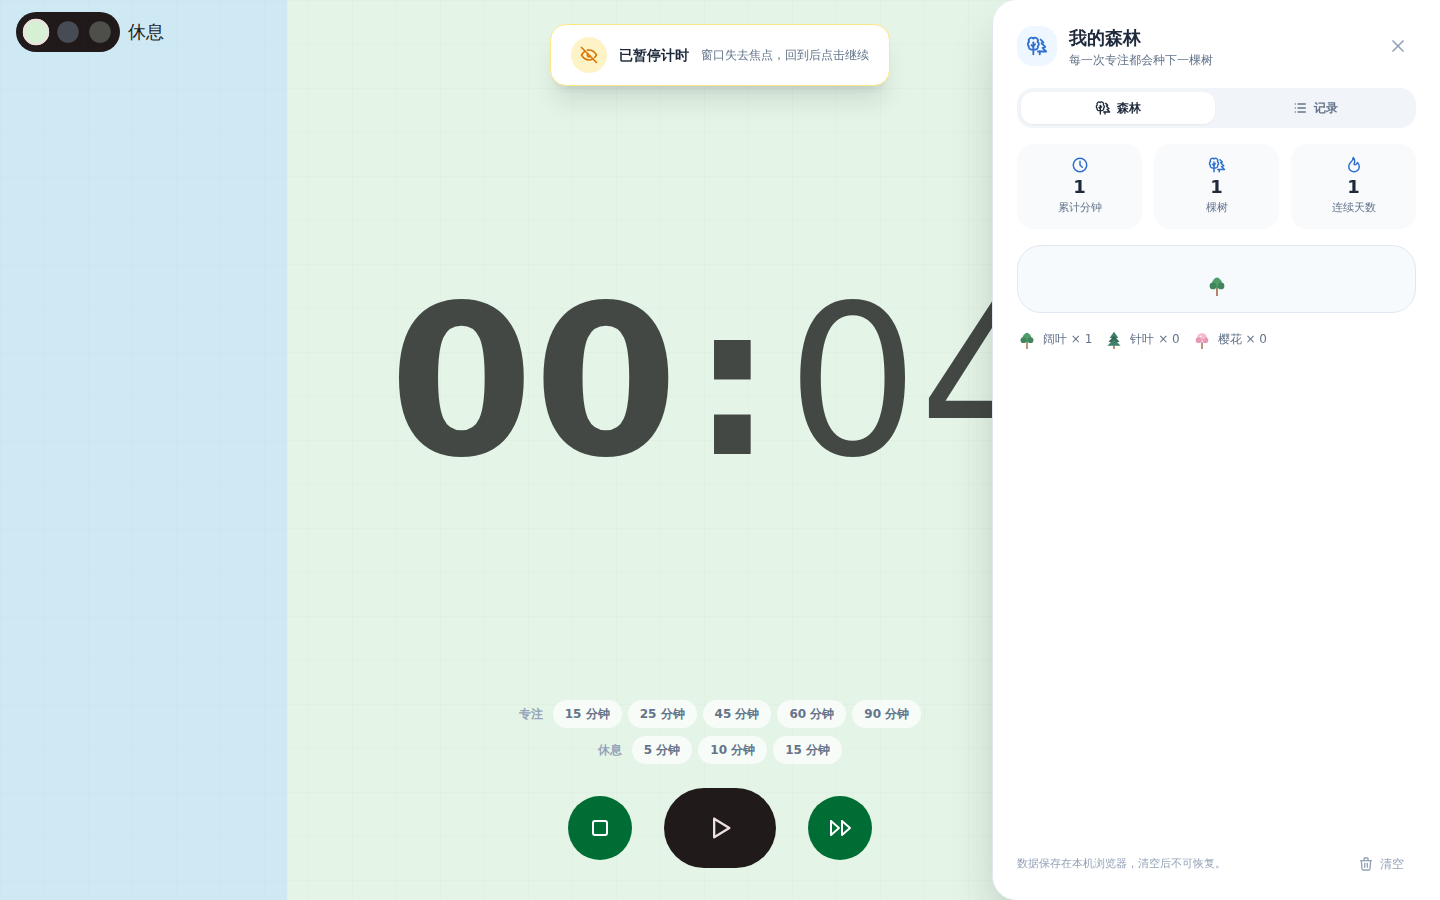 休息
已暂停计时 窗口失去焦点，回到后点击继续
00:04
专注 15 分钟 25 分钟 45 分钟 60 分钟 90 分钟
休息 5 分钟 10 分钟 15 分钟
我的森林
每一次专注都会种下一棵树
森林 记录
1 1 1
累计分钟 棵树 连续天数
阔叶 × 1 针叶 × 0 樱花 × 0
数据保存在本机浏览器，清空后不可恢复。 清空